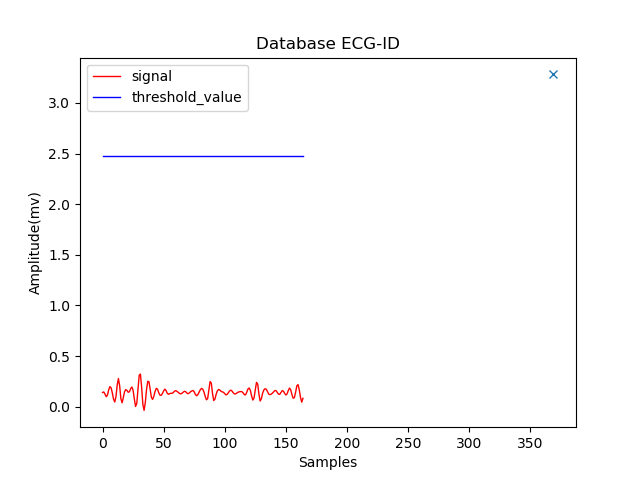 Database ECG-ID
signal
threshold_value
3.0
2.5
2.0
1.5
1.0
0.5
0.0
Amplitude(mv)
0 50 100 150 200 250 300 350
Samples